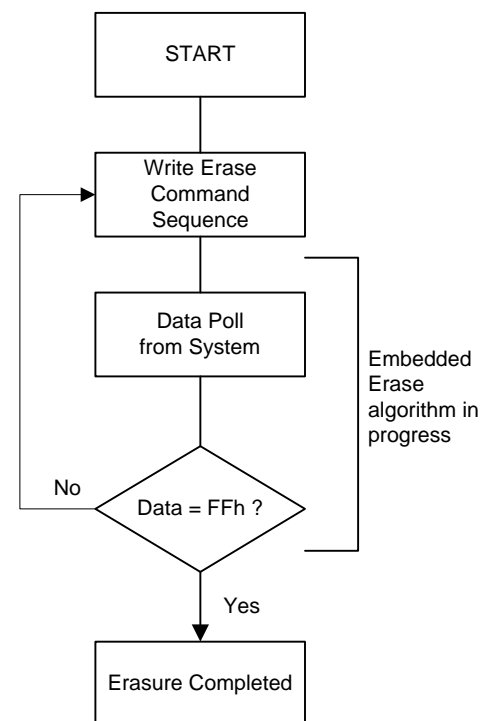 START
Write Erase
Command
Sequence
Data Poll
from System
Embedded
Erase
algorithm in
progress
No
Data = FFh ?
Yes
Erasure Completed